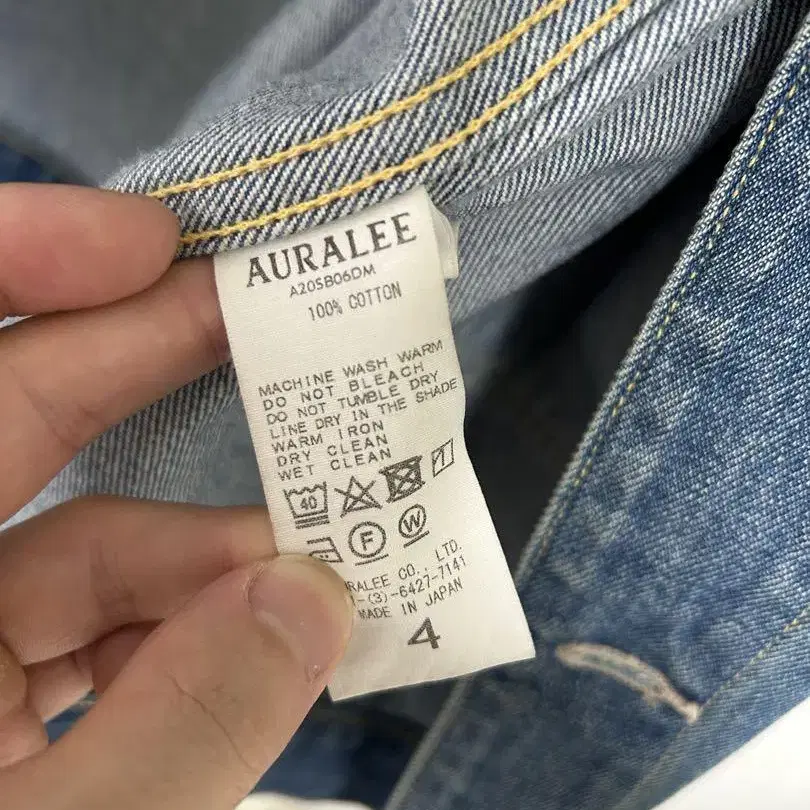 AURALEE
A20SB06DM
100% COTTON
MACHINE WASH WARM
DO NOT BLEACH
DO NOT TUMBLE DRY
LINE DRY IN THE SHADE
WARM IRON
DRY CLEAN
WET CLEAN
40
F
W
CO., LTD.
-(3)-6427-7141
MADE IN JAPAN
4